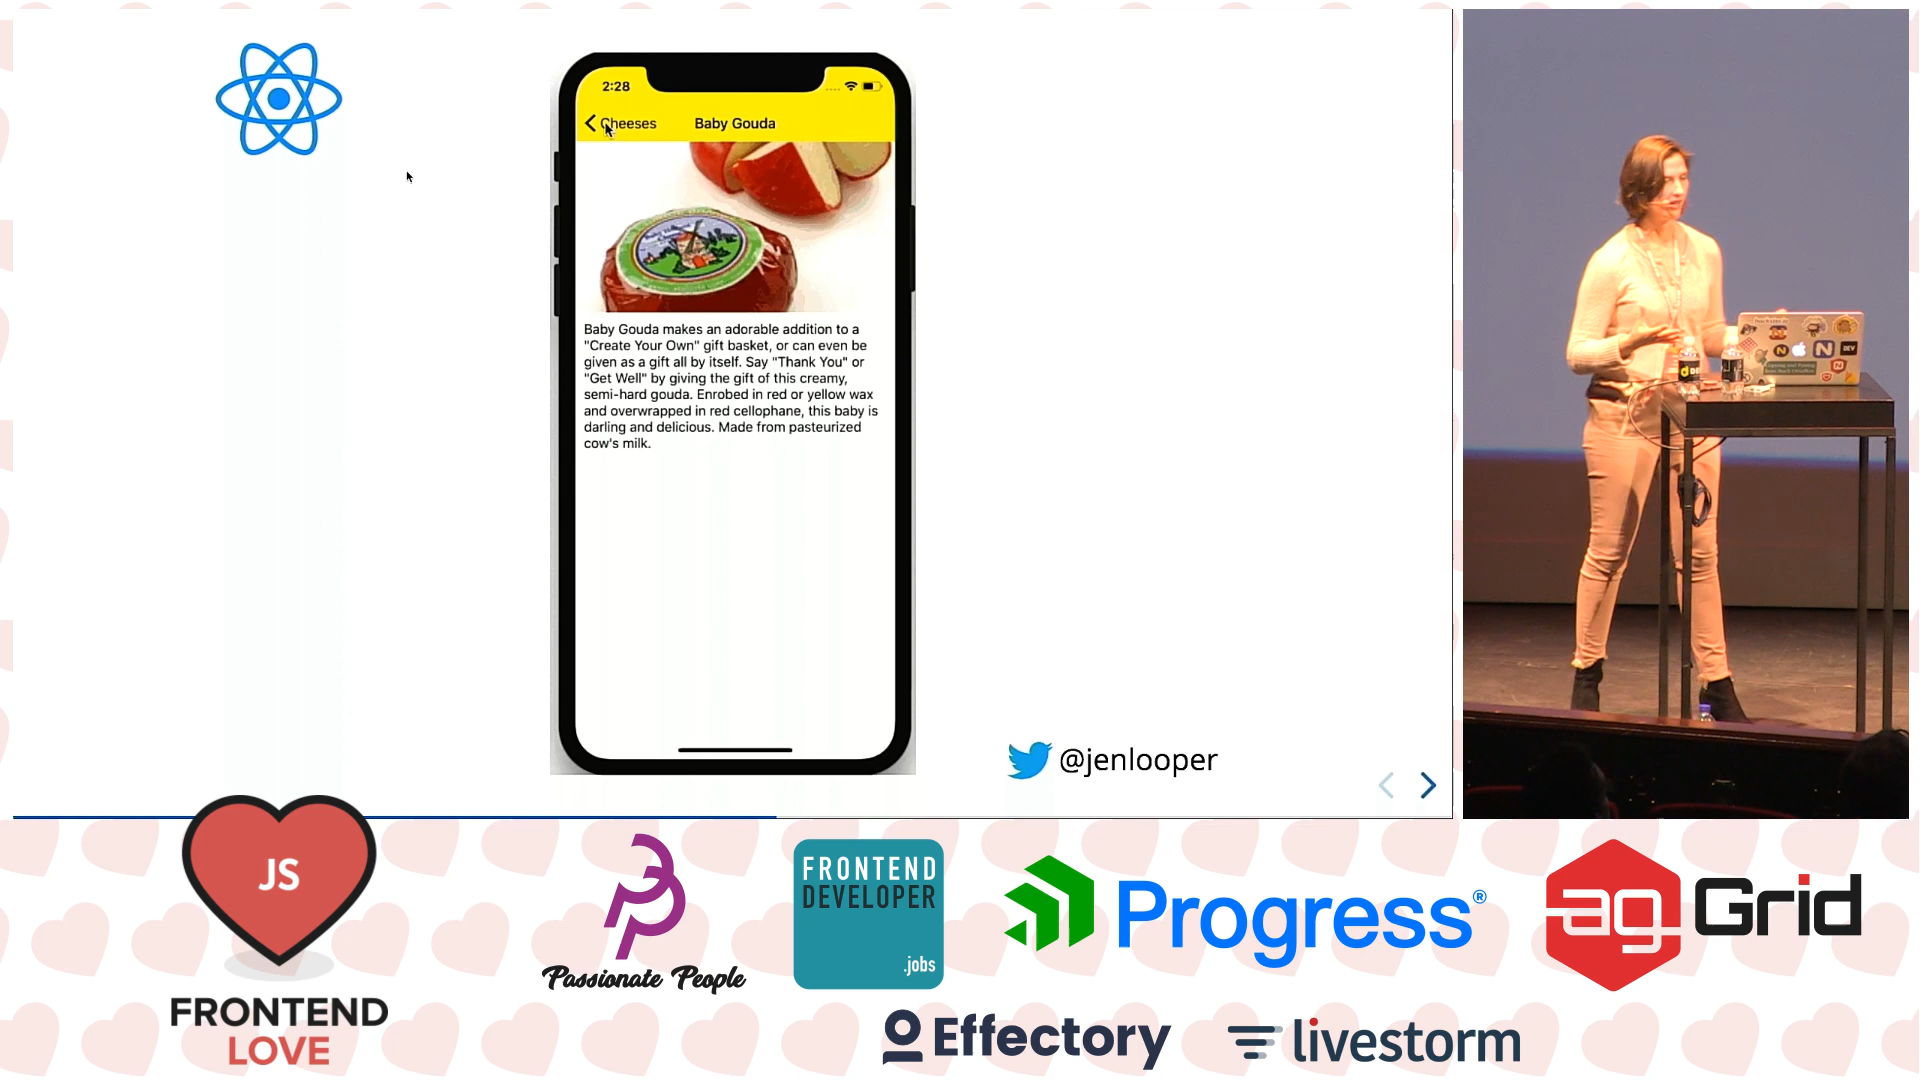 2:28
Cheeses
Baby Gouda
Baby Gouda makes an adorable addition to a
"Create Your Own" gift basket, or can even be
given as a gift all by itself. Say "Thank You" or
"Get Well" by giving the gift of this creamy,
semi-hard gouda. Enrobed in red or yellow wax
and overwrapped in red cellophane, this baby is
darling and delicious. Made from pasteurized
cow's milk.
@jenlooper
DEV
JS
FRONTEND
LOVE
Passionate People
FRONTEND
DEVELOPER
.jobs
Progress®
ag Grid
Effectory
livestorm